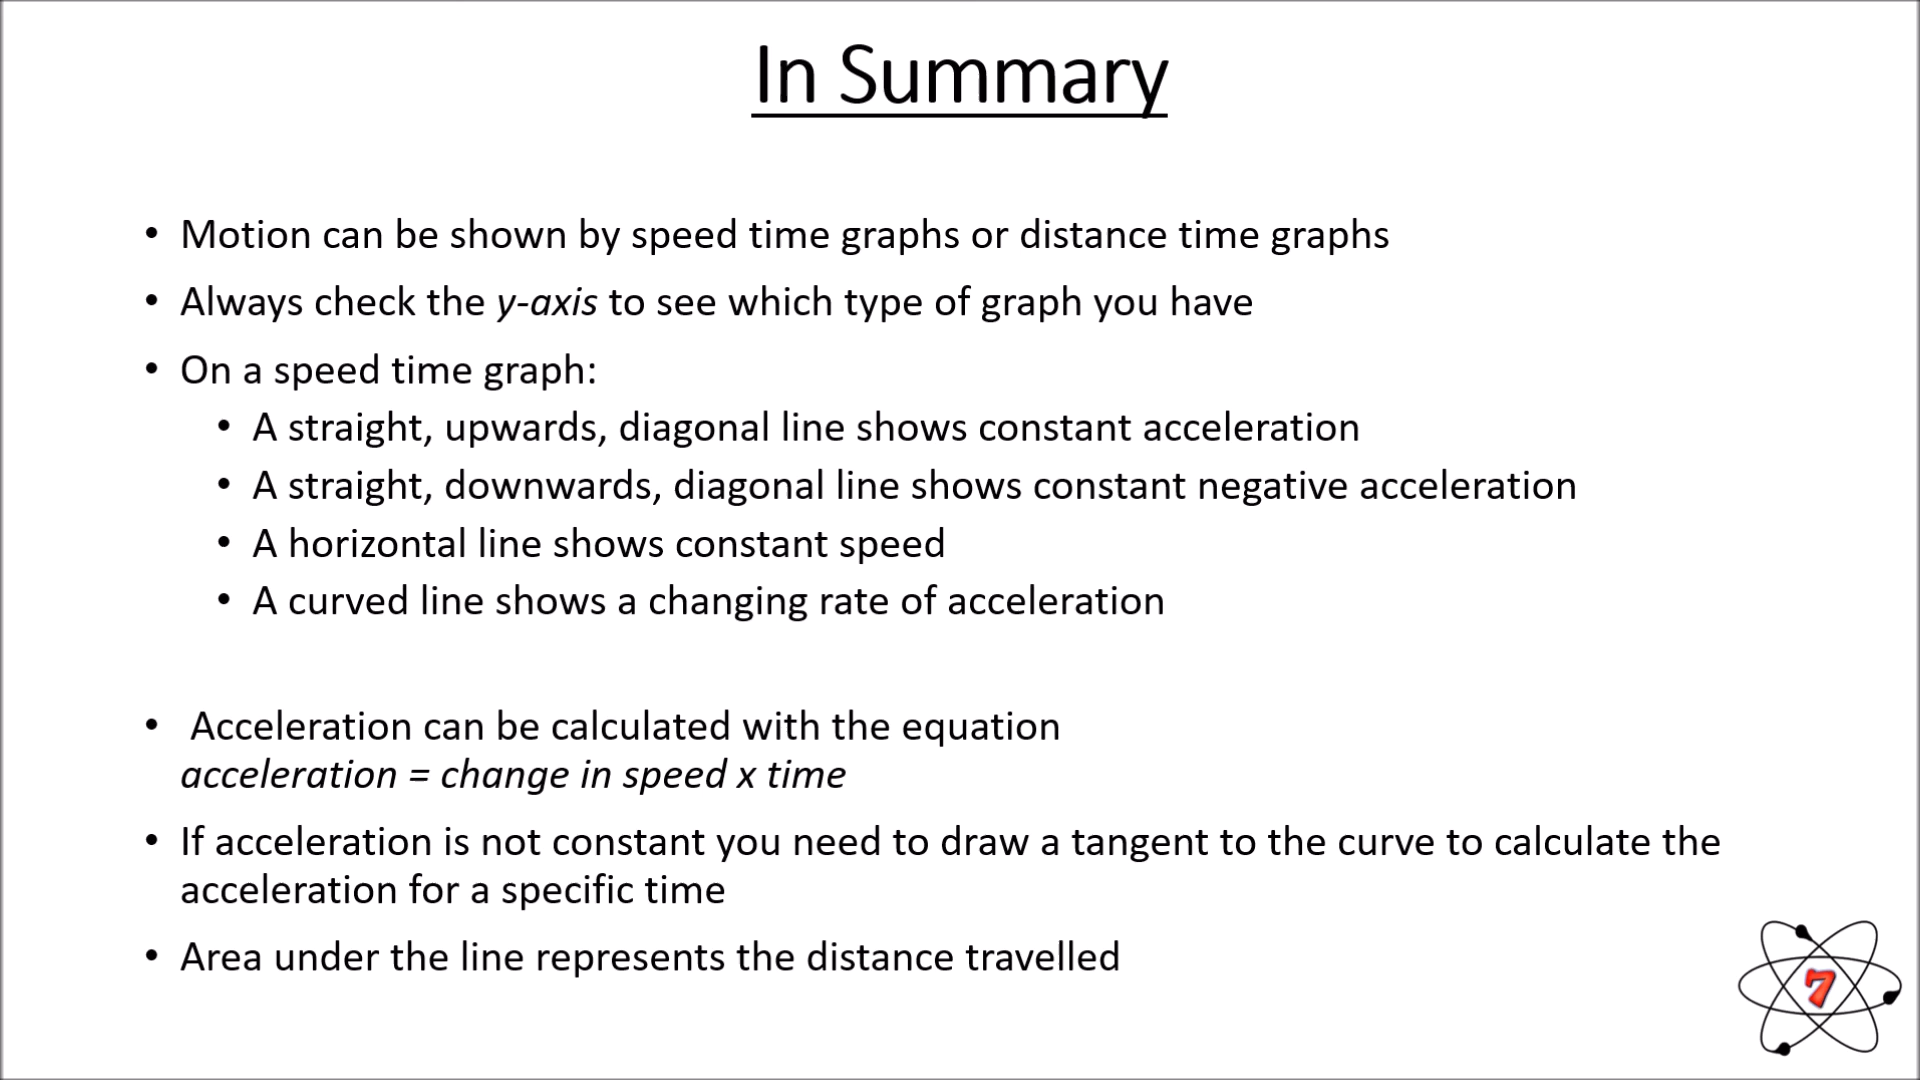 In Summary
• Motion can be shown by speed time graphs or distance time graphs
• Always check the y-axis to see which type of graph you have
• On a speed time graph:
• A straight, upwards, diagonal line shows constant acceleration
• A straight, downwards, diagonal line shows constant negative acceleration
• A horizontal line shows constant speed
• A curved line shows a changing rate of acceleration
• Acceleration can be calculated with the equation
acceleration = change in speed x time
• If acceleration is not constant you need to draw a tangent to the curve to calculate the
acceleration for a specific time
• Area under the line represents the distance travelled
7